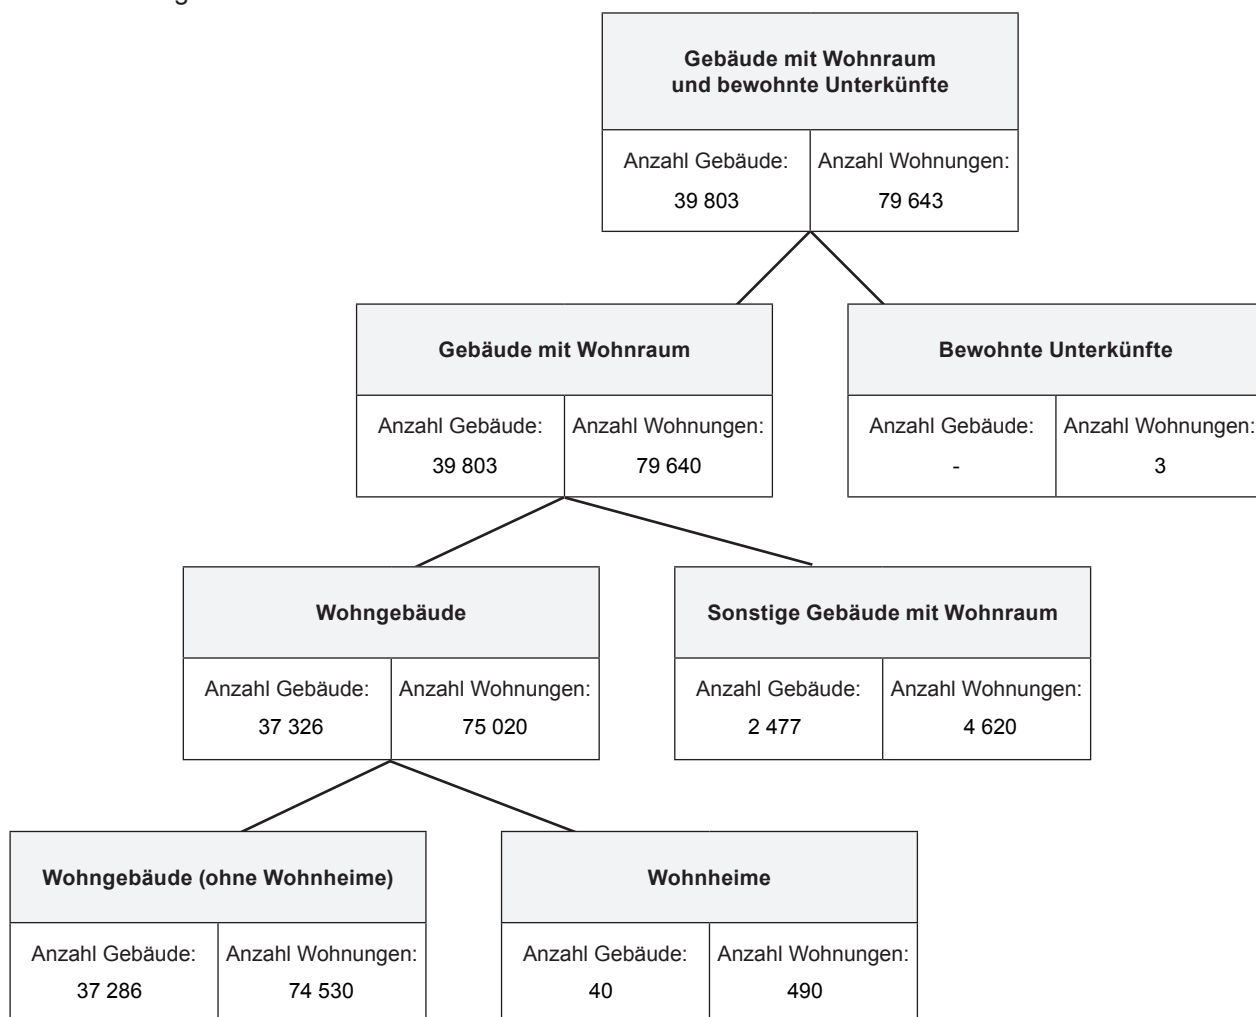 Gebäude mit Wohnraum
und bewohnte Unterkünfte
Anzahl Gebäude: Anzahl Wohnungen:
39 803 79 643
Gebäude mit Wohnraum Bewohnte Unterkünfte
Anzahl Gebäude: Anzahl Wohnungen: Anzahl Gebäude: Anzahl Wohnungen:
39 803 79 640 - 3
Wohngebäude Sonstige Gebäude mit Wohnraum
Anzahl Gebäude: Anzahl Wohnungen: Anzahl Gebäude: Anzahl Wohnungen:
37 326 75 020 2 477 4 620
Wohngebäude (ohne Wohnheime) Wohnheime
Anzahl Gebäude: Anzahl Wohnungen: Anzahl Gebäude: Anzahl Wohnungen:
37 286 74 530 40 490